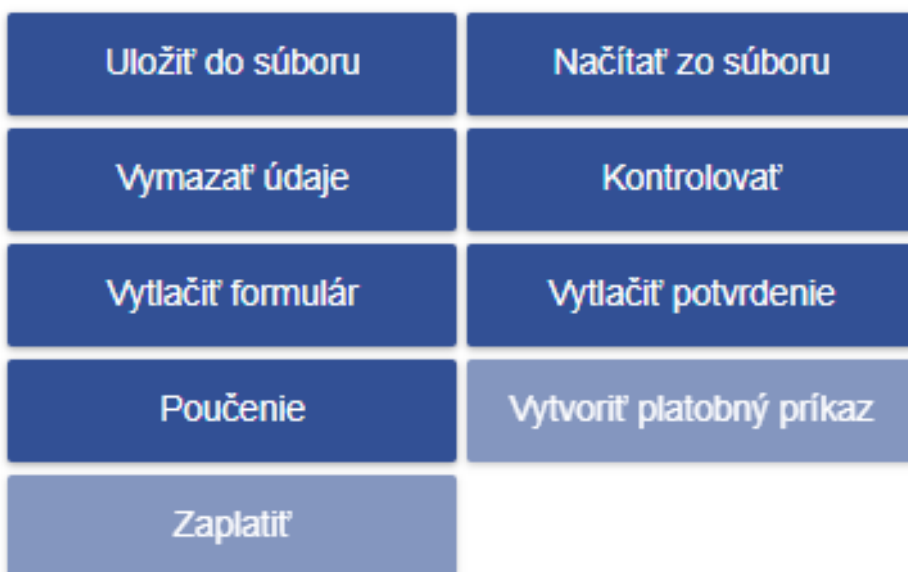 Uložiť do súboru
Načítať zo súboru
Vymazať údaje
Kontrolovať
Vytlačiť formulár
Vytlačiť potvrdenie
Poučenie
Vytvoriť platobný príkaz
Zaplatiť